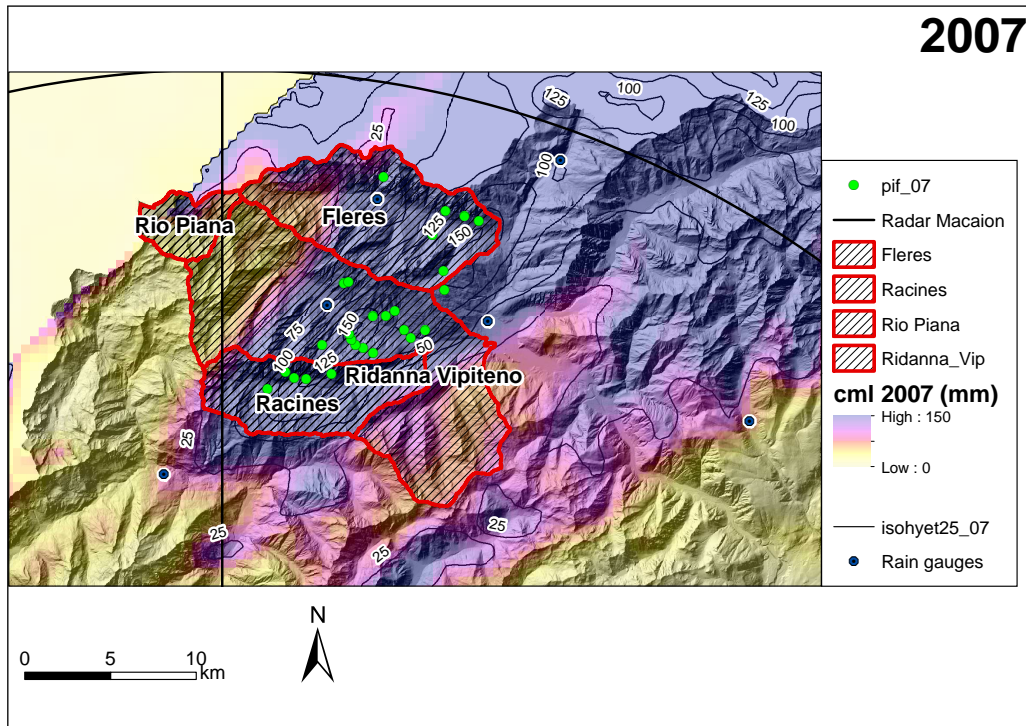 2007
125
100
125
100
25
100
Rio Piana
Fleres
125
150
75
150
50
100
125
Ridanna Vipiteno
Racines
25
25
25
25
pif_07
Radar Macaion
Fleres
Racines
Rio Piana
Ridanna_Vip
cml 2007 (mm)
High : 150
Low : 0
isohyet25_07
Rain gauges
N
0 5 10
km